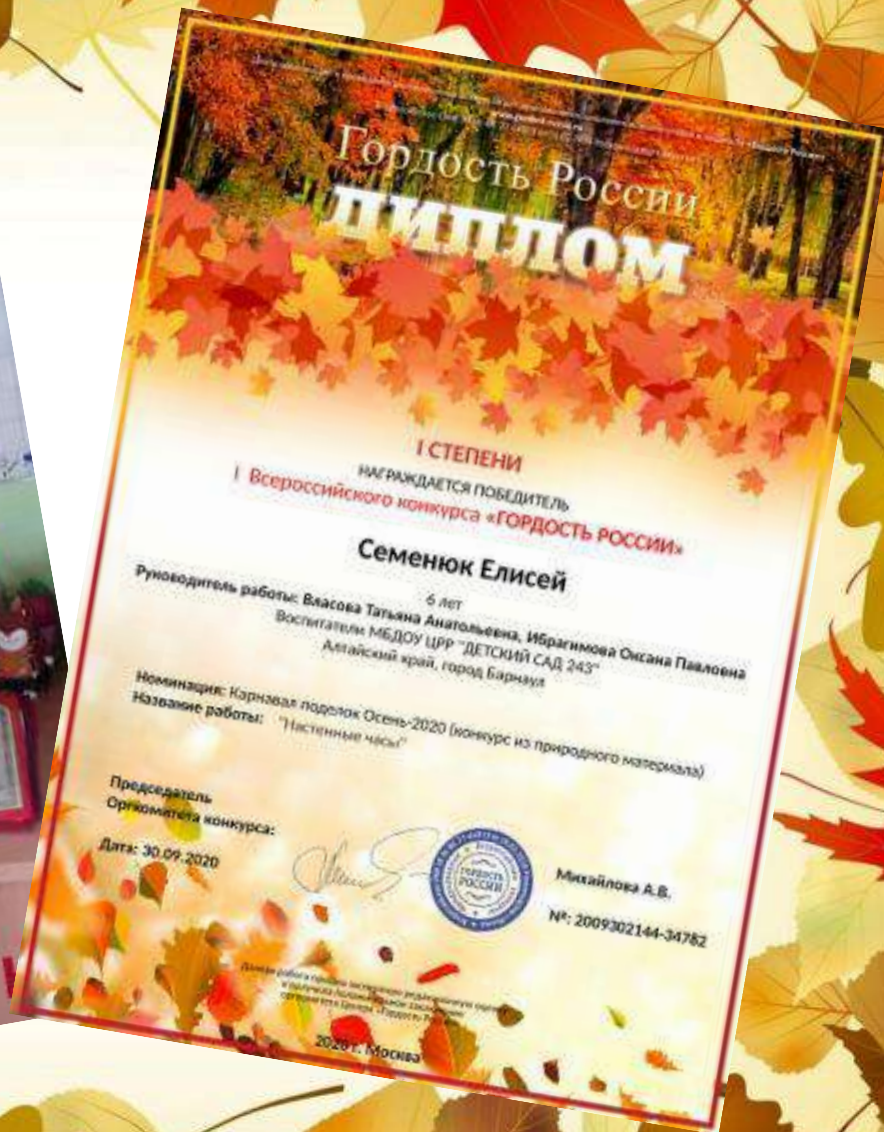 Гордость России
ДИПЛОМ
I СТЕПЕНИ
НАГРАЖДАЕТСЯ ПОБЕДИТЕЛЬ
I Всероссийского конкурса «ГОРДОСТЬ РОССИИ»
Семенюк Елисей
6 лет
Руководитель работы: Власова Татьяна Анатольевна, Ибрагимова Оксана Павловна
Воспитатели МБДОУ ЦРР "ДЕТСКИЙ САД 243"
Алтайский край, город Барнаул
Номинация: Карнавал поделок Осень-2020 (конкурс из природного материала)
Название работы: "Настенные часы"
Председатель
Оргкомитета конкурса:
Дата: 30.09.2020
ГОРДОСТЬ
РОССИИ
Михайлова А.В.
№: 2009302144-34782
2020 г. Москва